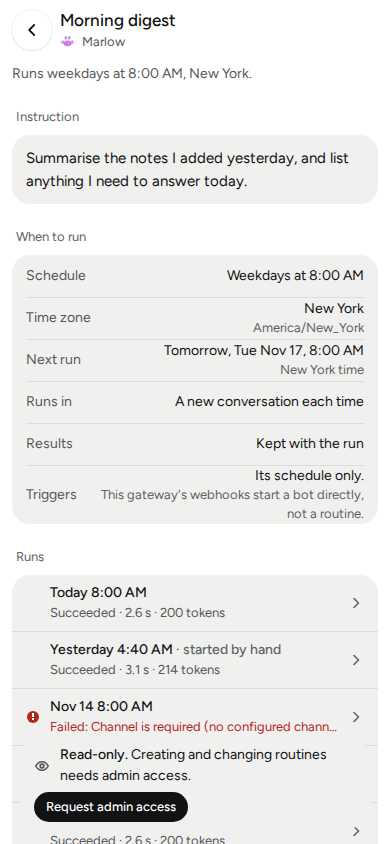 Morning digest
Marlow
Runs weekdays at 8:00 AM, New York.
Instruction
Summarise the notes I added yesterday, and list
anything I need to answer today.
When to run
Schedule Weekdays at 8:00 AM
Time zone New York
America/New_York
Next run Tomorrow, Tue Nov 17, 8:00 AM
New York time
Runs in A new conversation each time
Results Kept with the run
Its schedule only.
Triggers This gateway's webhooks start a bot directly,
not a routine.
Runs
Today 8:00 AM
Succeeded · 2.6 s · 200 tokens
Yesterday 4:40 AM · started by hand
Succeeded · 3.1 s · 214 tokens
Nov 14 8:00 AM
Failed: Channel is required (no configured chann...
Read-only. Creating and changing routines
needs admin access.
Request admin access
Succeeded · 2.6 s · 200 tokens